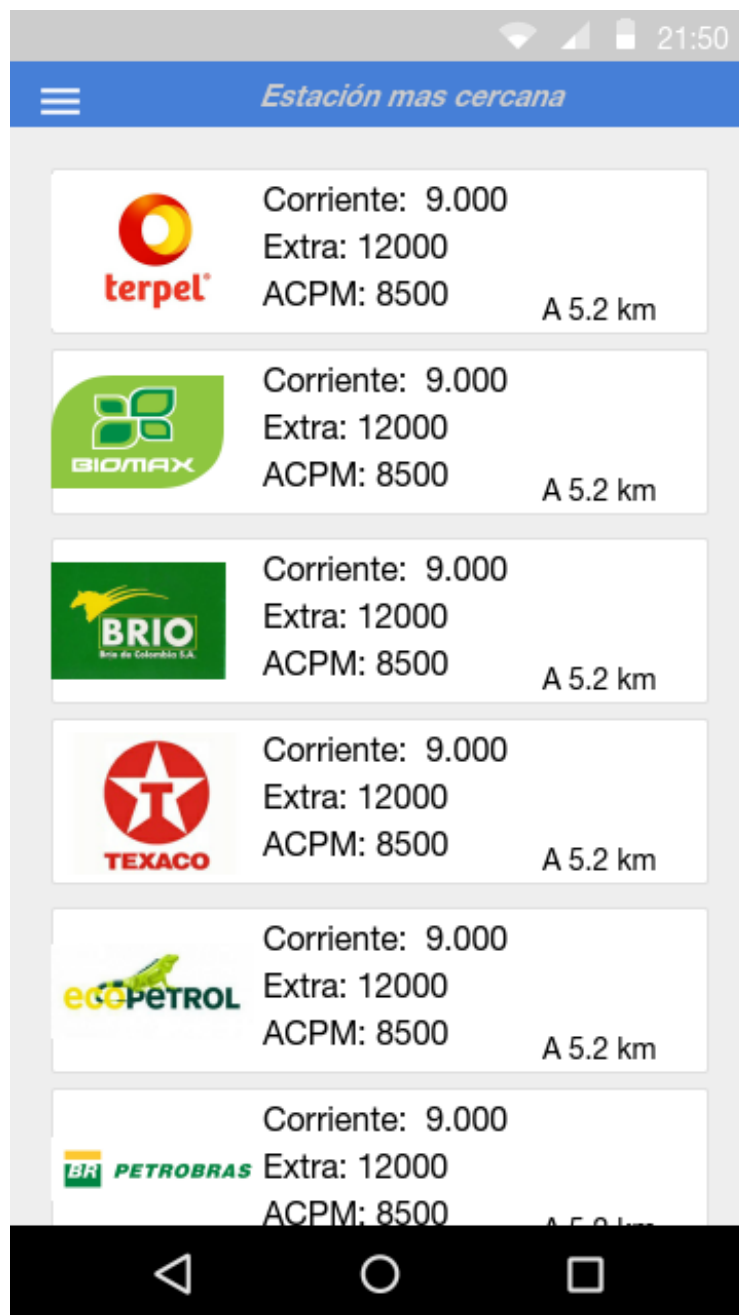 21:50
Estación mas cercana
Corriente: 9.000
Extra: 12000
terpel
ACPM: 8500
A 5.2 km
Corriente: 9.000
Extra: 12000
BIOMAX
ACPM: 8500
A 5.2 km
Corriente: 9.000
Extra: 12000
BRIO
Brio de Colombia S.A.
ACPM: 8500
A 5.2 km
Corriente: 9.000
Extra: 12000
T
TEXACO
ACPM: 8500
A 5.2 km
Corriente: 9.000
Extra: 12000
ecoPETROL
ACPM: 8500
A 5.2 km
Corriente: 9.000
BR PETROBRAS
Extra: 12000
ACPM: 8500